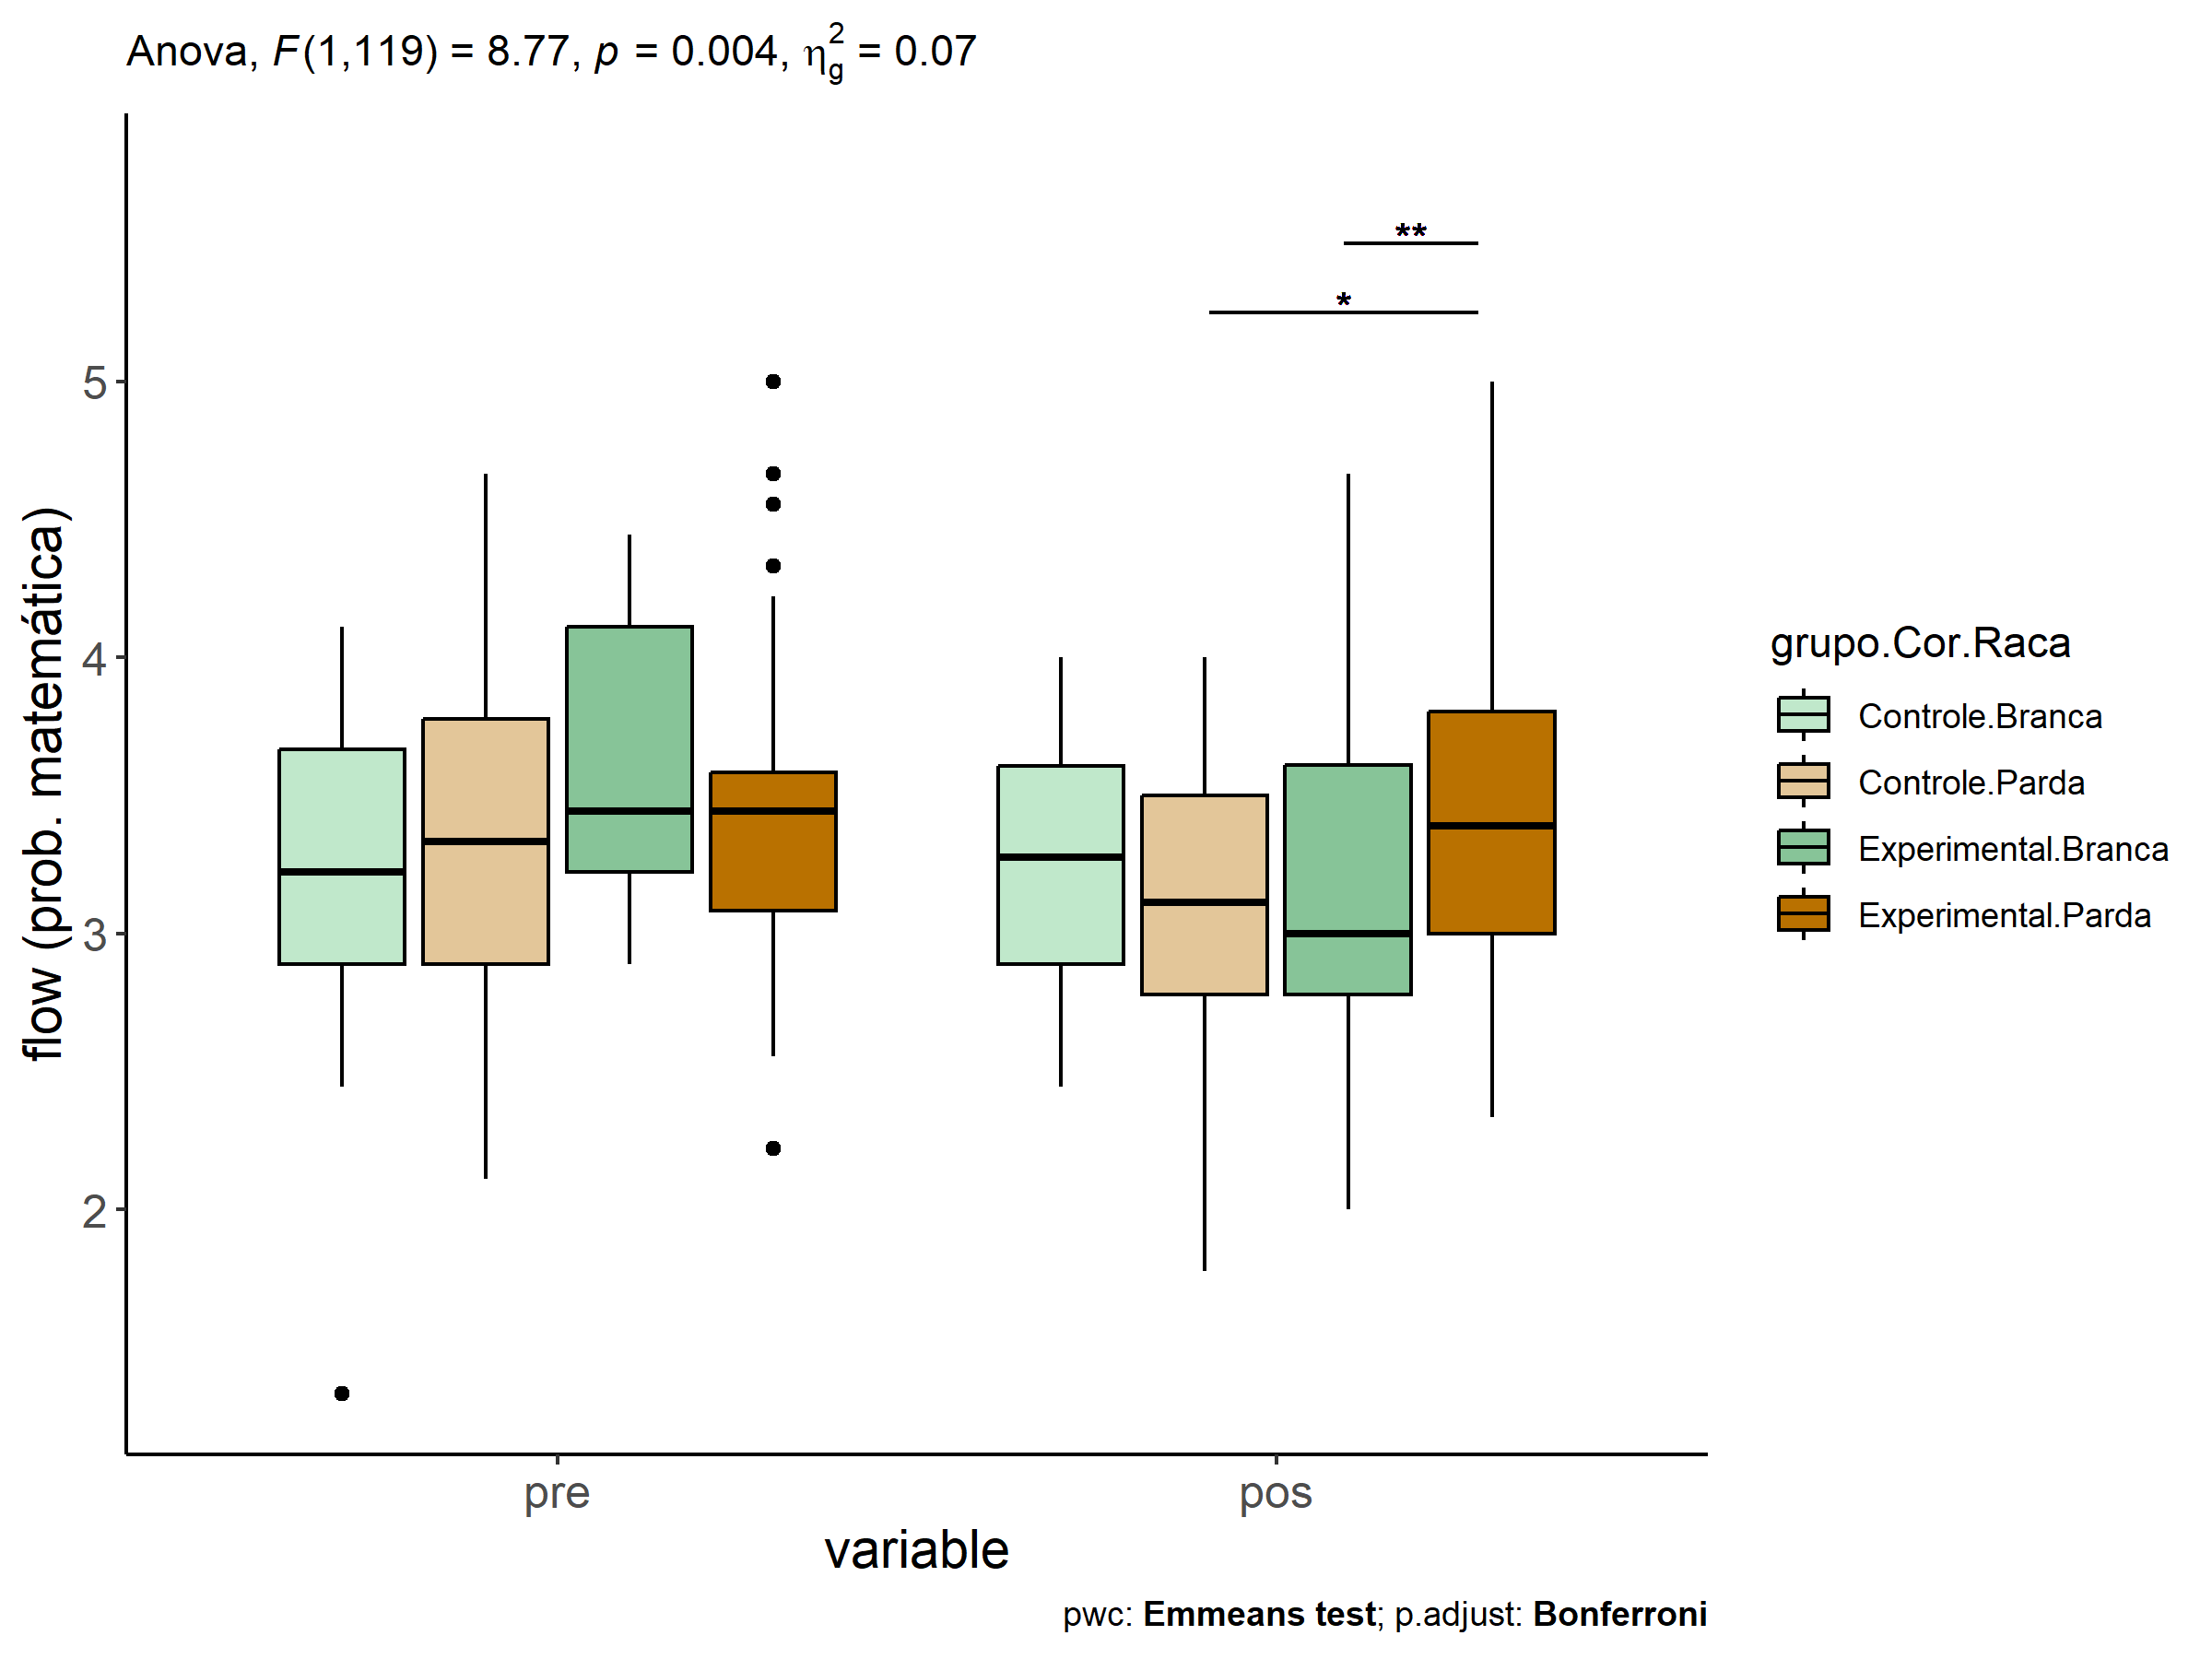 Anova, F(1,119) = 8.77, p = 0.004, η²g = 0.07
**
*
5
4
3
2
flow (prob. matemática)
pre
pos
variable
grupo.Cor.Raca
Controle.Branca
Controle.Parda
Experimental.Branca
Experimental.Parda
pwc: Emmeans test; p.adjust: Bonferroni